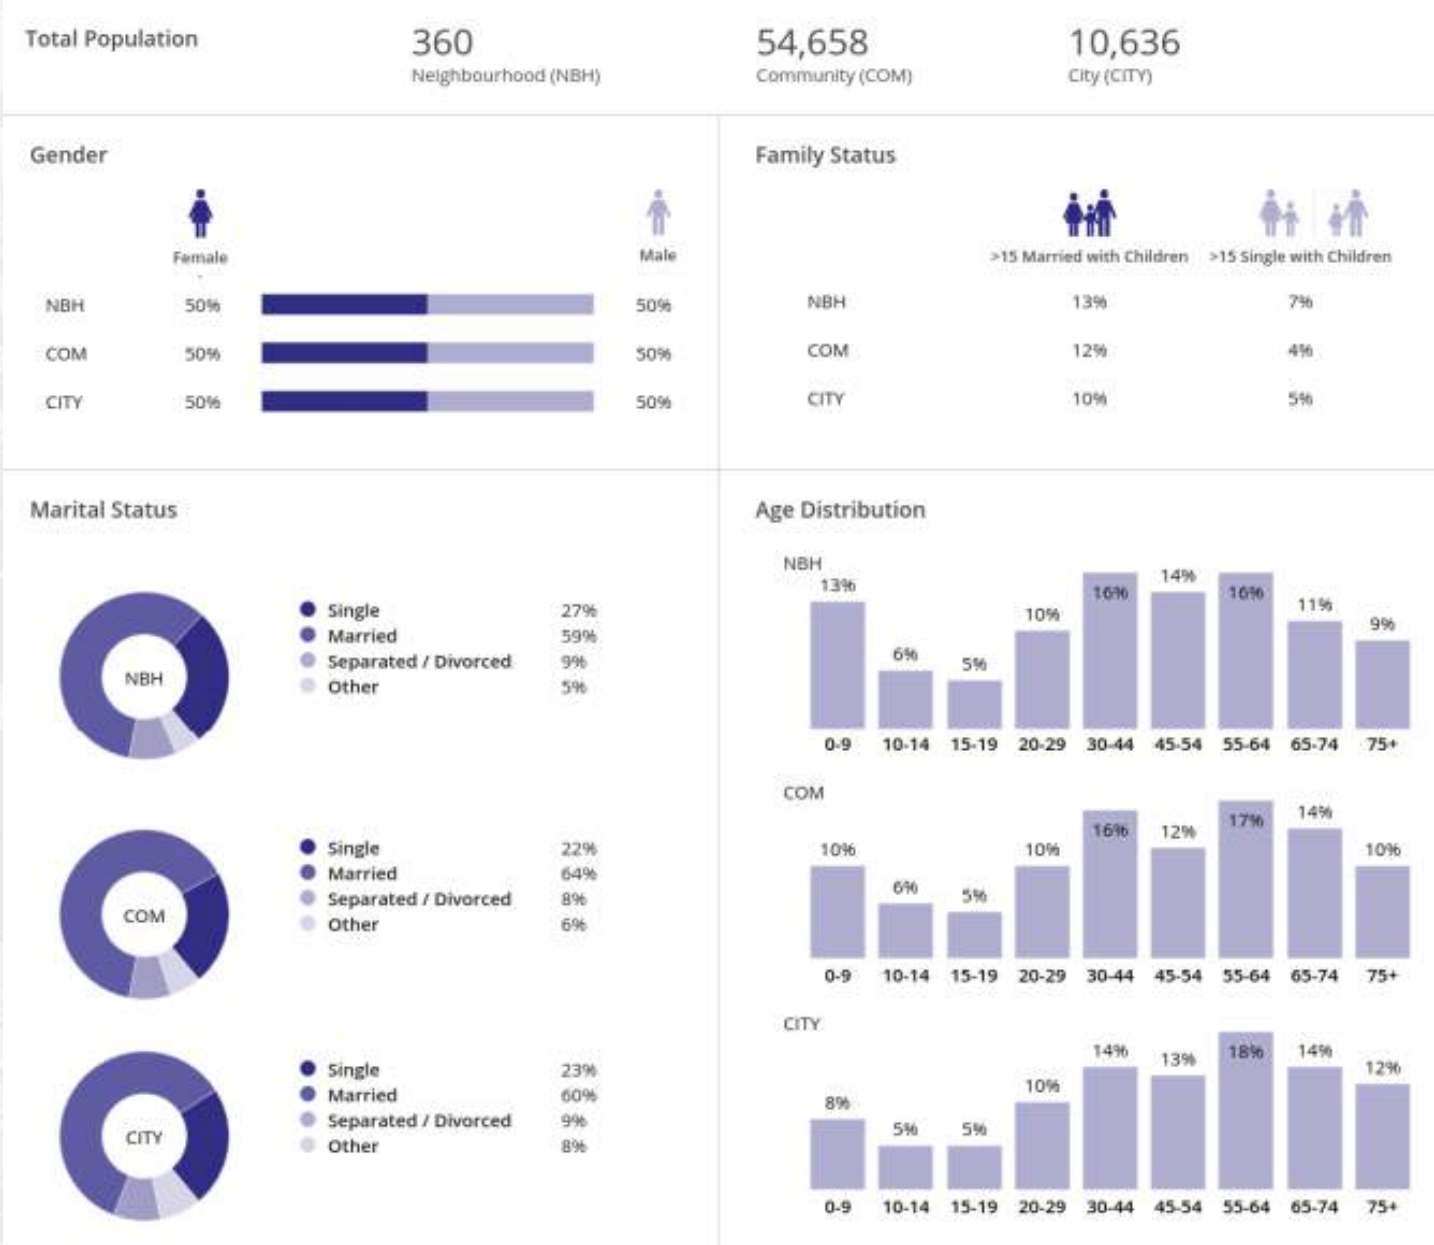 Total Population
360
54,658
10,636
Neighbourhood (NBH)
Community (COM)
City (CITY)
Gender
Female
Male
NBH 50% 50%
COM 50% 50%
CITY 50% 50%
Family Status
>15 Married with Children >15 Single with Children
NBH 13% 7%
COM 12% 4%
CITY 10% 5%
Marital Status
NBH
Single 27%
Married 59%
Separated / Divorced 9%
Other 5%
COM
Single 22%
Married 64%
Separated / Divorced 8%
Other 6%
CITY
Single 23%
Married 60%
Separated / Divorced 9%
Other 8%
Age Distribution
NBH
13% 6% 5% 10% 16% 14% 16% 11% 9%
0-9 10-14 15-19 20-29 30-44 45-54 55-64 65-74 75+
COM
10% 6% 5% 10% 16% 12% 17% 14% 10%
0-9 10-14 15-19 20-29 30-44 45-54 55-64 65-74 75+
CITY
8% 5% 5% 10% 14% 13% 18% 14% 12%
0-9 10-14 15-19 20-29 30-44 45-54 55-64 65-74 75+